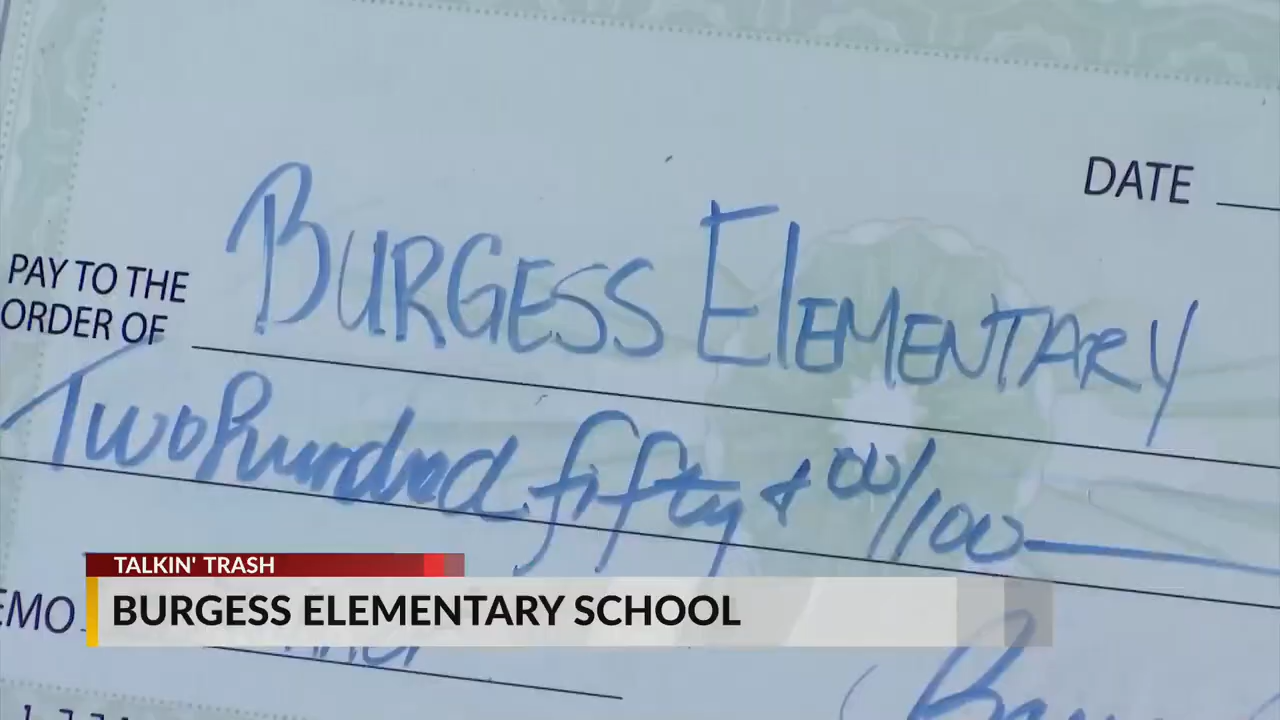 DATE
PAY TO THE
ORDER OF
BURGESS ElEMENTARY
Two hundred fifty & 00/100
TALKIN' TRASH
BURGESS ELEMENTARY SCHOOL